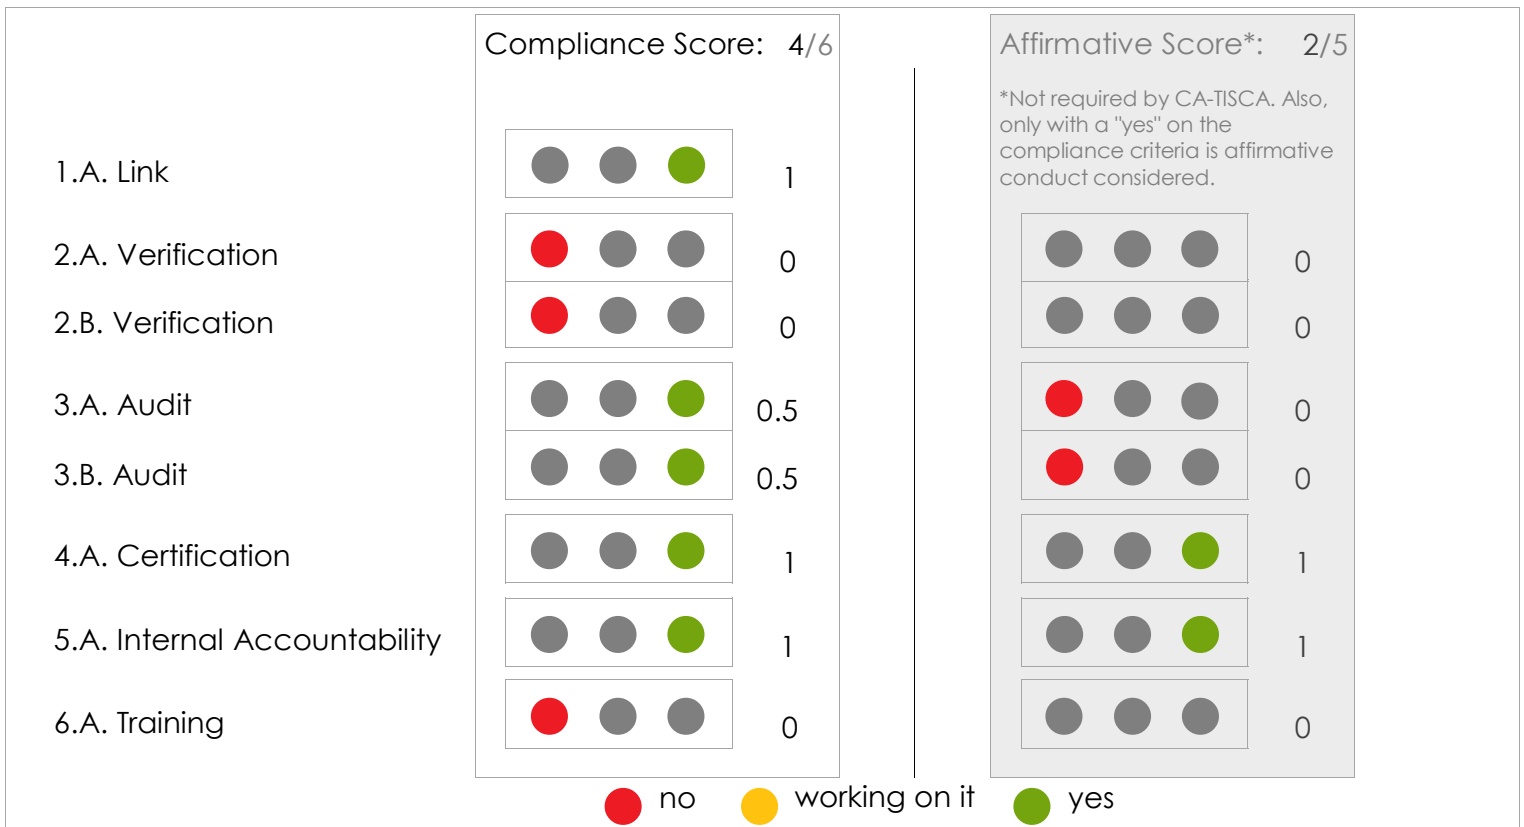 Compliance Score: 4/6
Affirmative Score*: 2/5
*Not required by CA-TISCA. Also,
only with a "yes" on the
compliance criteria is affirmative
conduct considered.
1.A. Link 1
2.A. Verification 0 0
2.B. Verification 0 0
3.A. Audit 0.5 0
3.B. Audit 0.5 0
4.A. Certification 1 1
5.A. Internal Accountability 1 1
6.A. Training 0 0
no working on it yes